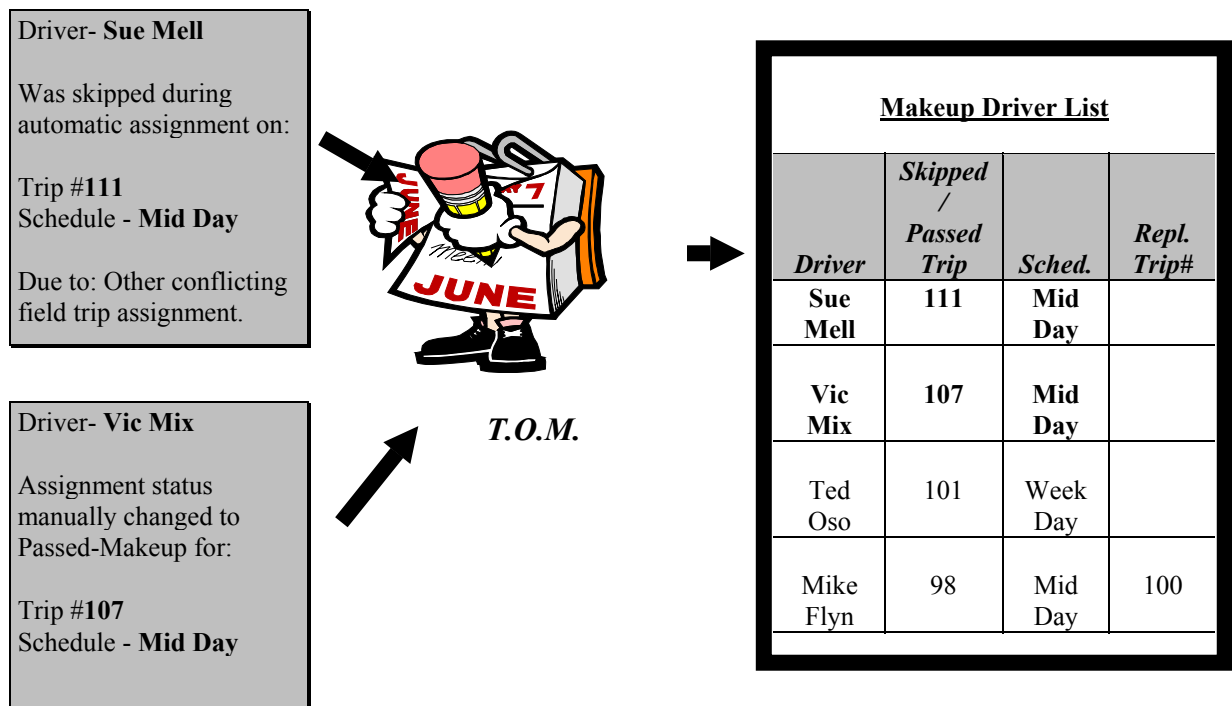 Driver- Sue Mell
Was skipped during
automatic assignment on:
Trip #111
Schedule - Mid Day
Due to: Other conflicting
field trip assignment.
Driver- Vic Mix
Assignment status
manually changed to
Passed-Makeup for:
Trip #107
Schedule - Mid Day
JUNE
7
JUNE
T.O.M.
Makeup Driver List
Driver Skipped / Passed Trip Sched. Repl. Trip#
Sue Mell 111 Mid Day
Vic Mix 107 Mid Day
Ted Oso 101 Week Day
Mike Flyn 98 Mid Day 100